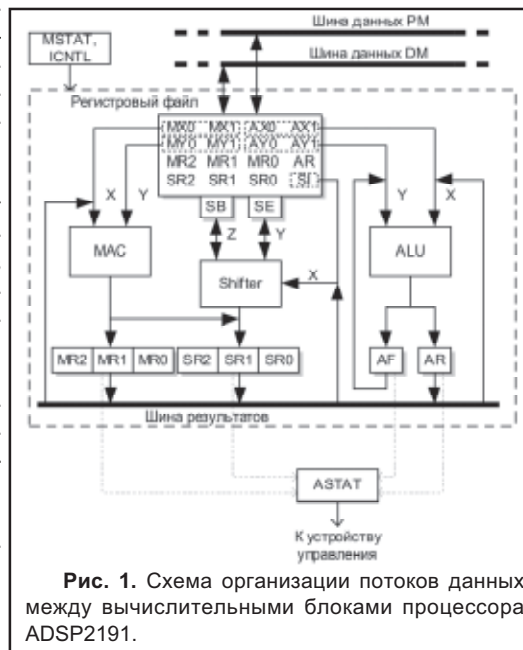 Шина данных PM
MSTAT,
ICNTL
Шина данных DM
Регистровый файл
MX0 MX1 AX0 AX1
MY0 MY1 AY0 AY1
MR2 MR1 MR0 AR
SR2 SR1 SR0 SI
SB SE
X Y Z Y X Y X
MAC
Shifter
ALU
MR2 MR1 MR0 SR2 SR1 SR0 AF AR
Шина результатов
ASTAT
К устройству
управления
Рис. 1. Схема организации потоков данных
между вычислительными блоками процессора
ADSP2191.